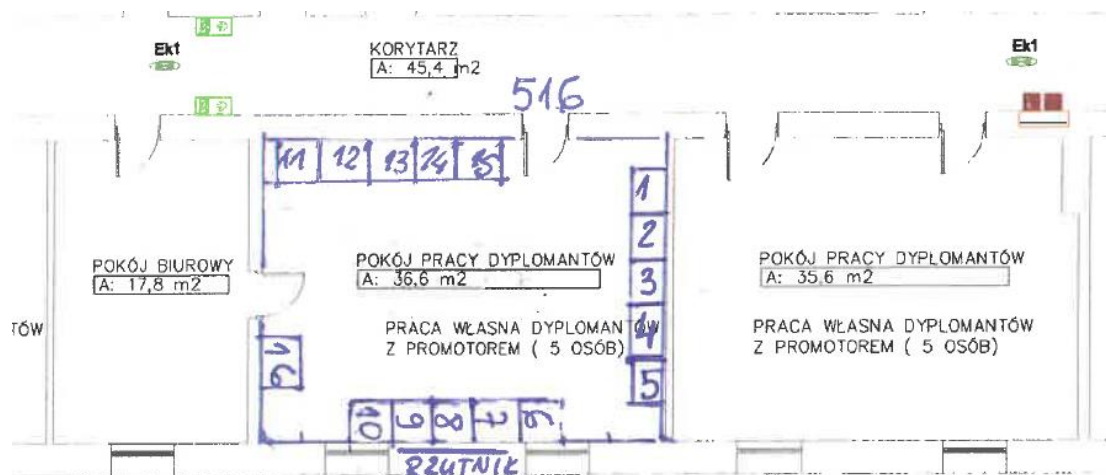 Ek1
KORYTARZ
A: 45,4 m2
Ek1
516
11 12 13 14 15
1
2
3
4
5
POKÓJ BIUROWY
A: 17,8 m2
POKÓJ PRACY DYPLOMANTÓW
A: 36,6 m2
POKÓJ PRACY DYPLOMANTÓW
A: 35,6 m2
TÓW
PRACA WŁASNA DYPLOMANTÓW
Z PROMOTOREM ( 5 OSÓB)
PRACA WŁASNA DYPLOMANTÓW
Z PROMOTOREM ( 5 OSÓB)
16
10 9 8 7 6
RZUTNIK